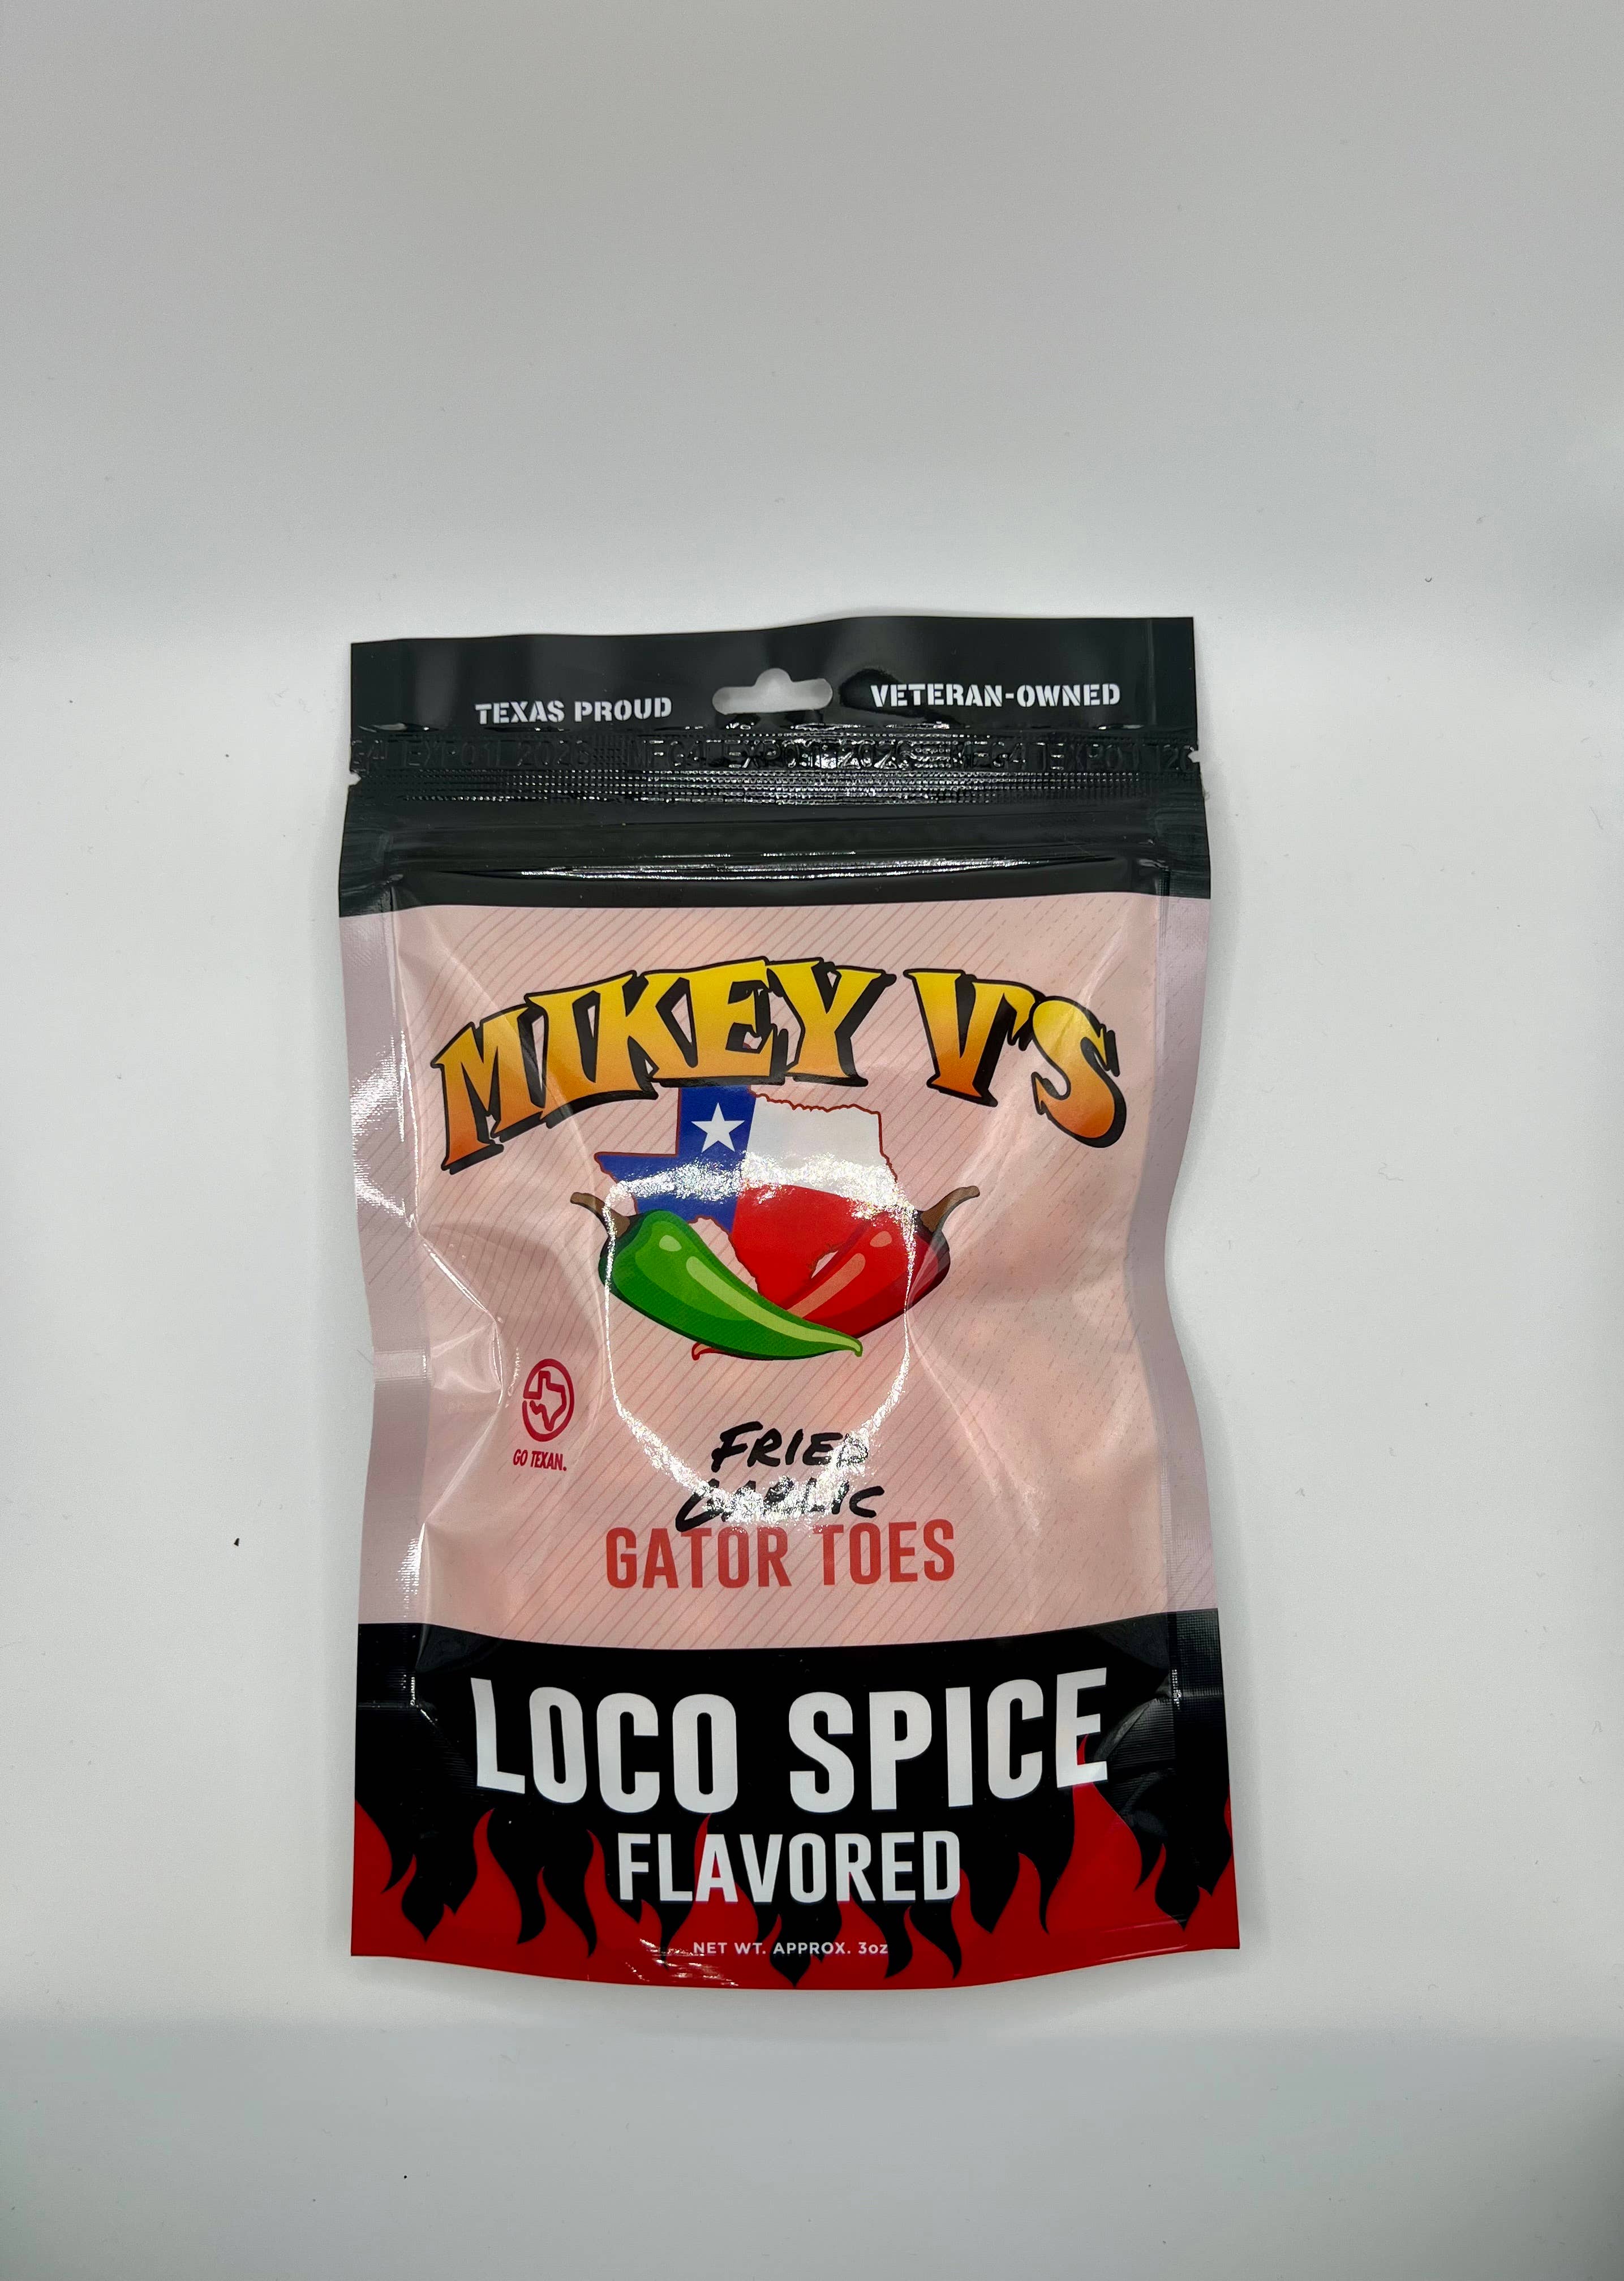 TEXAS PROUD
VETERAN-OWNED
MIKEY V'S
GO TEXAN.
FRIED
GARLIC
GATOR TOES
LOCO SPICE
FLAVORED
NET WT. APPROX. 3oz